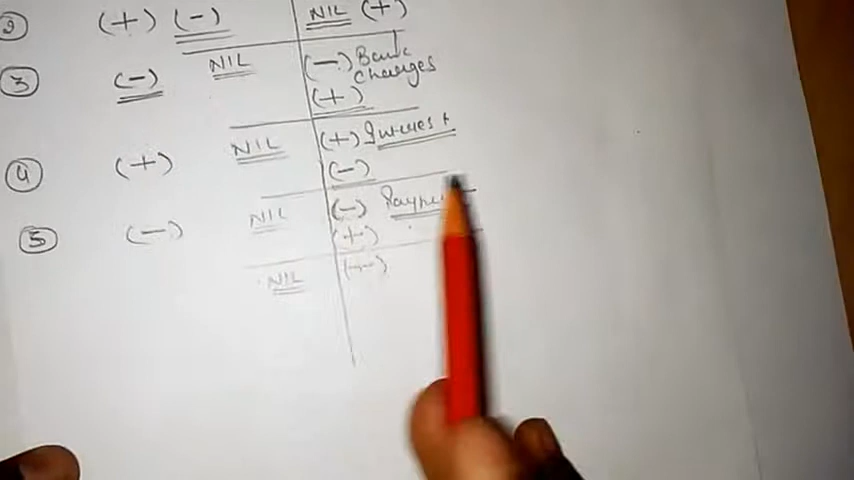 ② (+) (-) NIL (+)
③ (-) NIL (-) Bank
Charges
(+)
④ (+) NIL (+) Interest
(-)
⑤ (-) NIL (-)
(+)
NIL